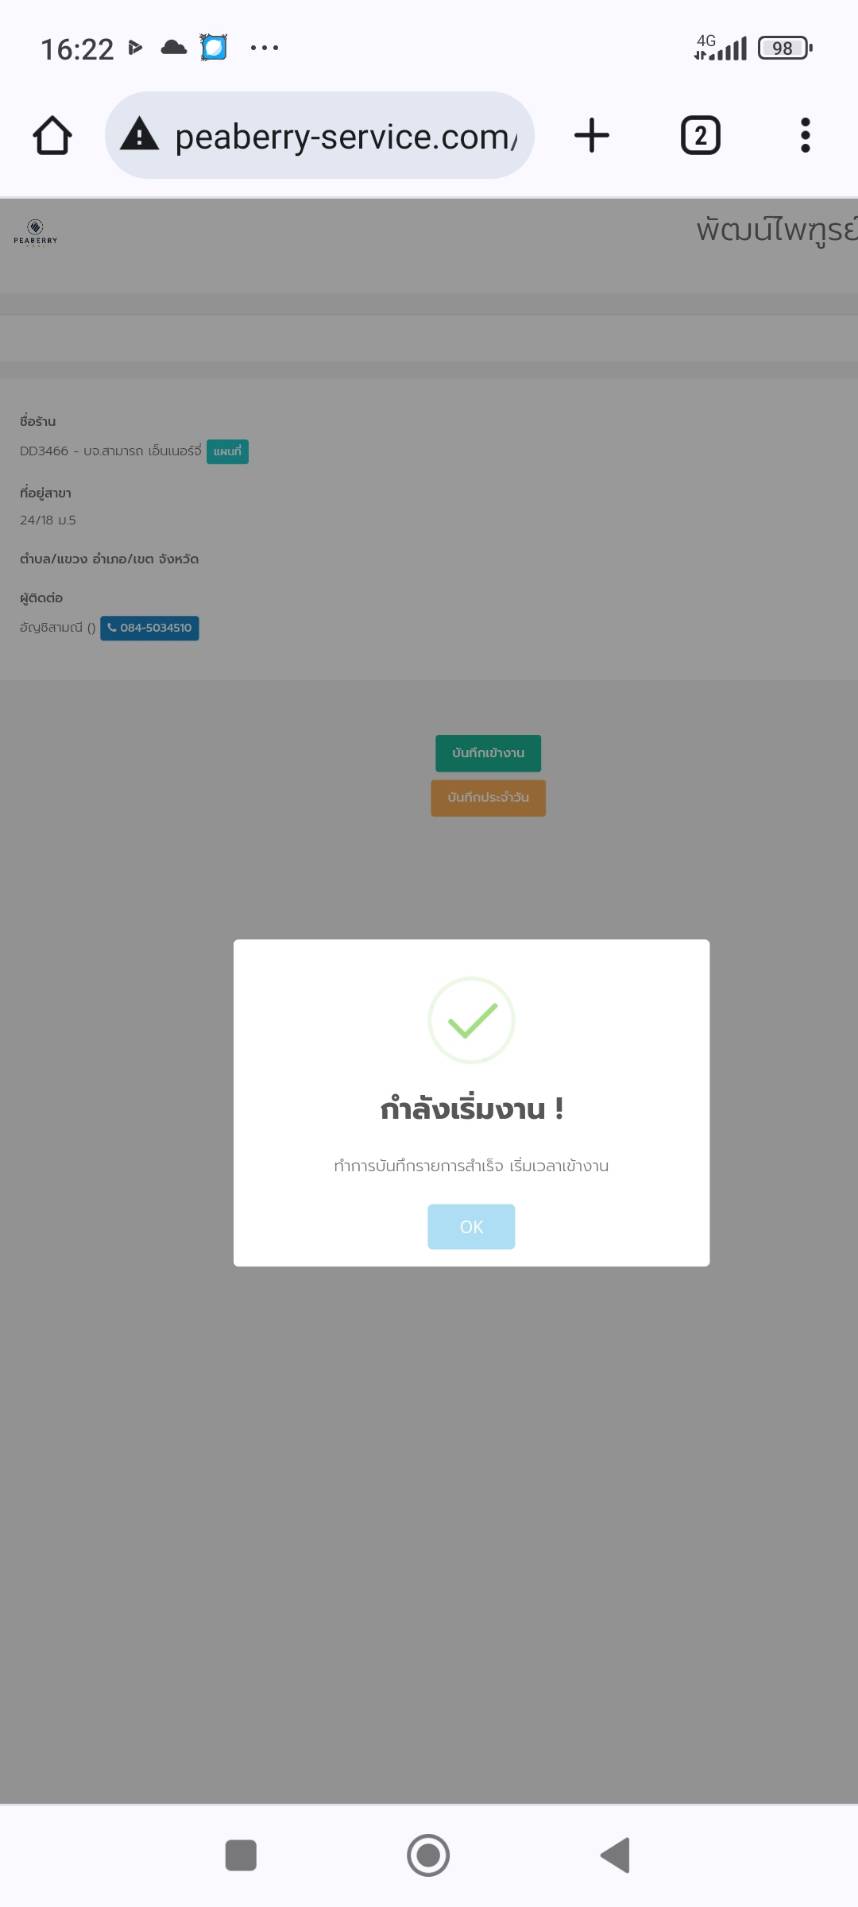 16:22
4G
98
peaberry-service.com/
2
PEABERRY
พัฒน์ไพฑูรย์
ชื่อร้าน
DD3466 - บจ.สามารถ เอ็นเนอร์จี่ แผนที่
ที่อยู่สาขา
24/18 ม.5
ตำบล/แขวง อำเภอ/เขต จังหวัด
ผู้ติดต่อ
อัญชิสามณี () 084-5034510
บันทึกเข้างาน
บันทึกประจำวัน
กำลังเริ่มงาน !
ทำการบันทึกรายการสำเร็จ เริ่มเวลาเข้างาน
OK